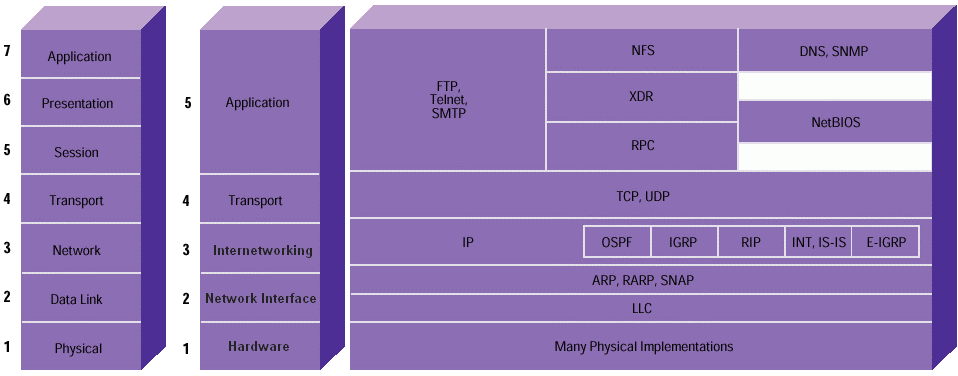 7 Application
6 Presentation
5 Session
4 Transport
3 Network
2 Data Link
1 Physical
5 Application
4 Transport
3 Internetworking
2 Network Interface
1 Hardware
FTP,
Telnet,
SMTP
NFS
XDR
RPC
DNS, SNMP
NetBIOS
TCP, UDP
IP OSPF IGRP RIP INT, IS-IS E-IGRP
ARP, RARP, SNAP
LLC
Many Physical Implementations